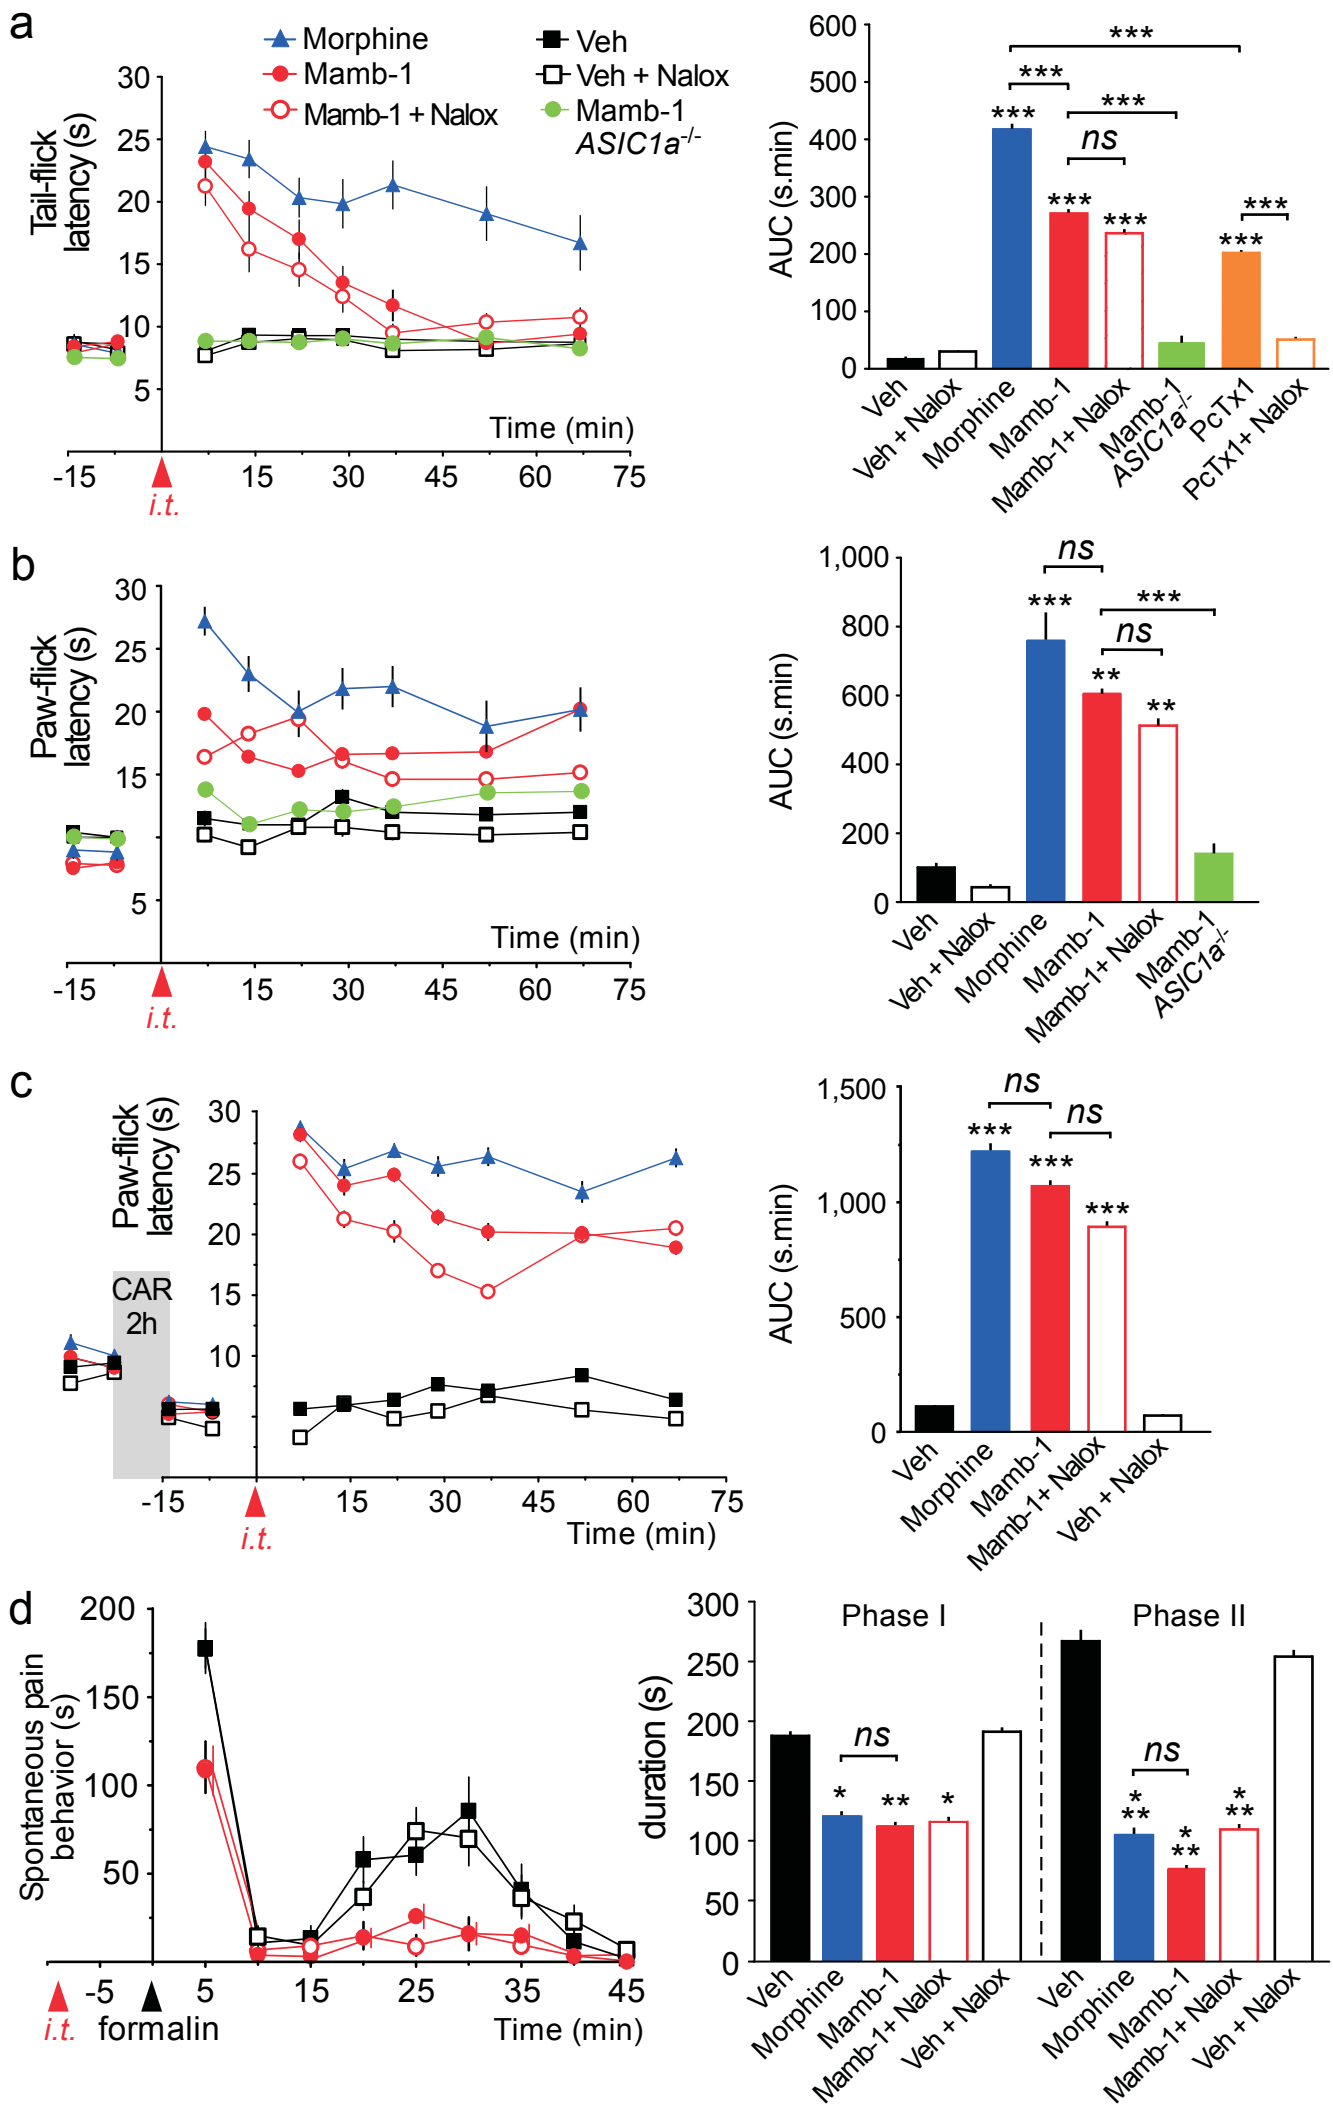 a
Morphine
Mamb-1
Mamb-1 + Nalox
Veh
Veh + Nalox
Mamb-1
ASIC1a-/-
Tail-flick
latency (s)
30
25
20
15
10
5
Time (min)
-15
15
30
45
60
75
i.t.
AUC (s.min)
600
500
400
300
200
100
0
***
***
***
***
ns
***
***
***
***
Veh
Veh + Nalox
Morphine
Mamb-1
Mamb-1+ Nalox
Mamb-1
ASIC1a-/-
PcTx1
PcTx1+ Nalox
***
b
Paw-flick
latency (s)
30
25
20
15
5
Time (min)
-15
15
30
45
60
75
i.t.
AUC (s.min)
1,000
800
600
400
200
0
ns
***
***
ns
**
**
Veh
Veh + Nalox
Morphine
Mamb-1
Mamb-1+ Nalox
Mamb-1
ASIC1a-/-
c
Paw-flick
latency (s)
30
25
20
15
10
CAR
2h
-15
15
30
45
60
75
Time (min)
i.t.
AUC (s.min)
1,500
1,000
500
0
ns
ns
***
***
***
Veh
Morphine
Mamb-1
Mamb-1+ Nalox
Veh + Nalox
d
Spontaneous pain
behavior (s)
200
150
100
50
-5
5
15
25
35
45
i.t.
formalin
Time (min)
duration (s)
300
250
200
150
100
50
0
Phase I
Phase II
ns
*
**
*
ns
*
**
*
**
*
**
Veh
Morphine
Mamb-1
Mamb-1+ Nalox
Veh + Nalox
Veh
Morphine
Mamb-1
Mamb-1+ Nalox
Veh + Nalox